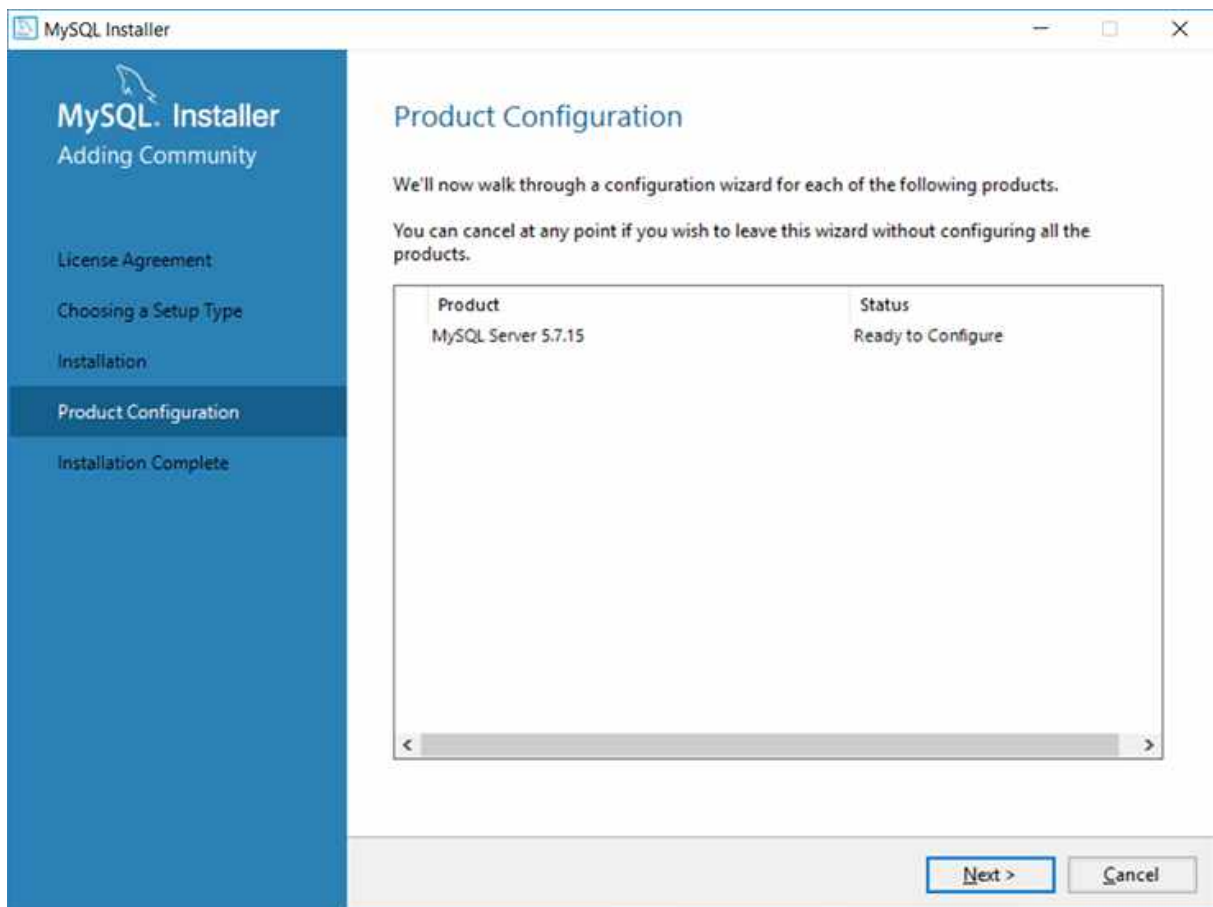 MySQL Installer
MySQL. Installer
Adding Community
License Agreement
Choosing a Setup Type
Installation
Product Configuration
Installation Complete
Product Configuration
We'll now walk through a configuration wizard for each of the following products.
You can cancel at any point if you wish to leave this wizard without configuring all the
products.
Product Status
MySQL Server 5.7.15 Ready to Configure
Next > Cancel